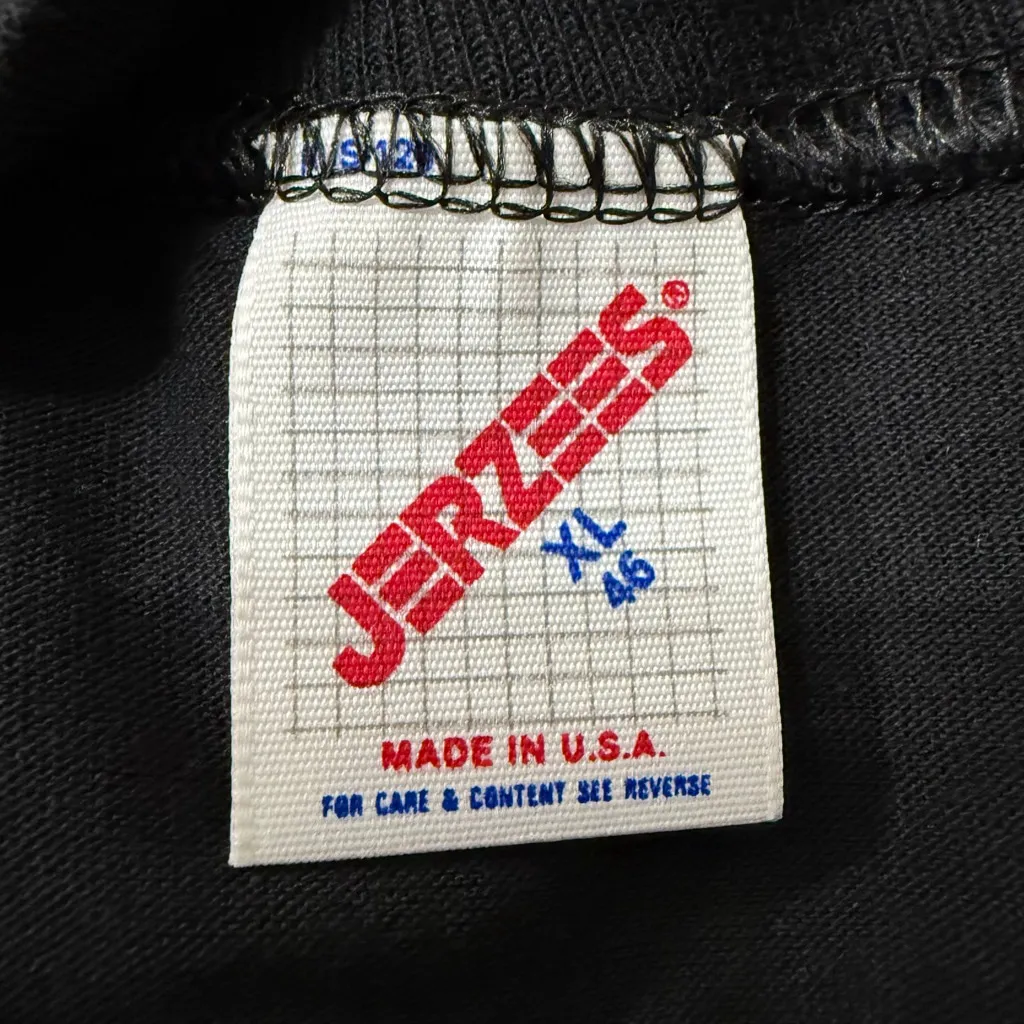 JERZEES®
XL
46
MADE IN U.S.A.
FOR CARE & CONTENT SEE REVERSE